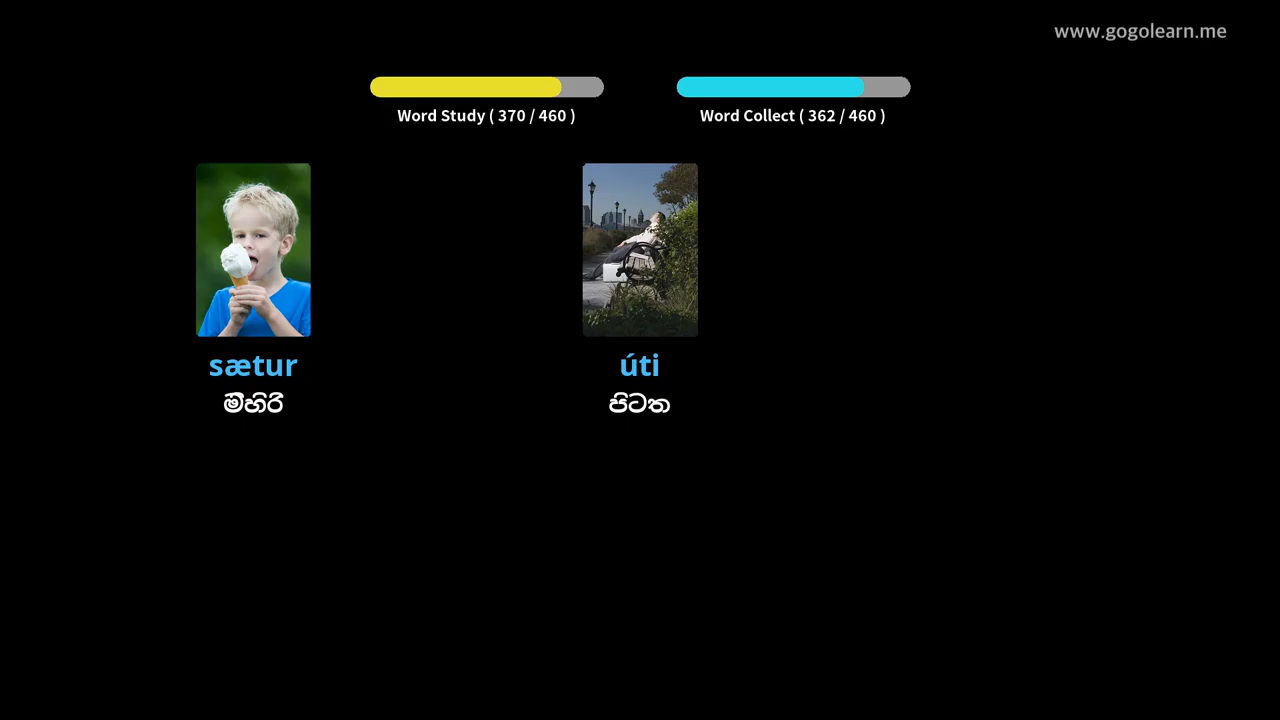 www.gogolearn.me
Word Study ( 370 / 460 )
Word Collect ( 362 / 460 )
sætur
මිහිරි
úti
පිටත